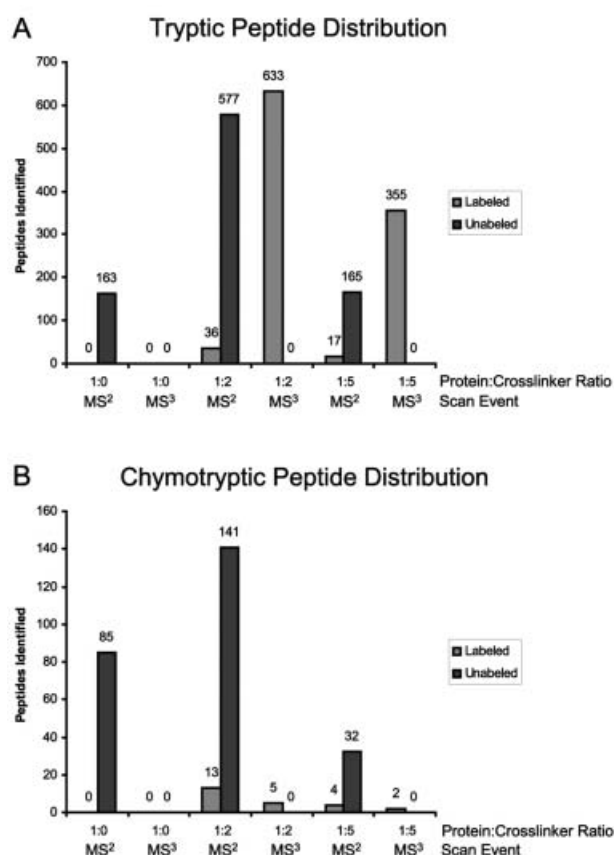 A
Tryptic Peptide Distribution
700
600
500
400
300
200
100
0
Peptides Identified
0
163
0 0
36
577
633
0
17
165
355
0
Labeled
Unabeled
1:0 1:0 1:2 1:2 1:5 1:5 Protein:Crosslinker Ratio
MS² MS³ MS² MS³ MS² MS³ Scan Event
B
Chymotryptic Peptide Distribution
160
140
120
100
80
60
40
20
0
Peptides Identified
0
85
0 0
13
141
5
0
4
32
2
0
Labeled
Unabeled
1:0 1:0 1:2 1:2 1:5 1:5 Protein:Crosslinker Ratio
MS² MS³ MS² MS³ MS² MS³ Scan Event